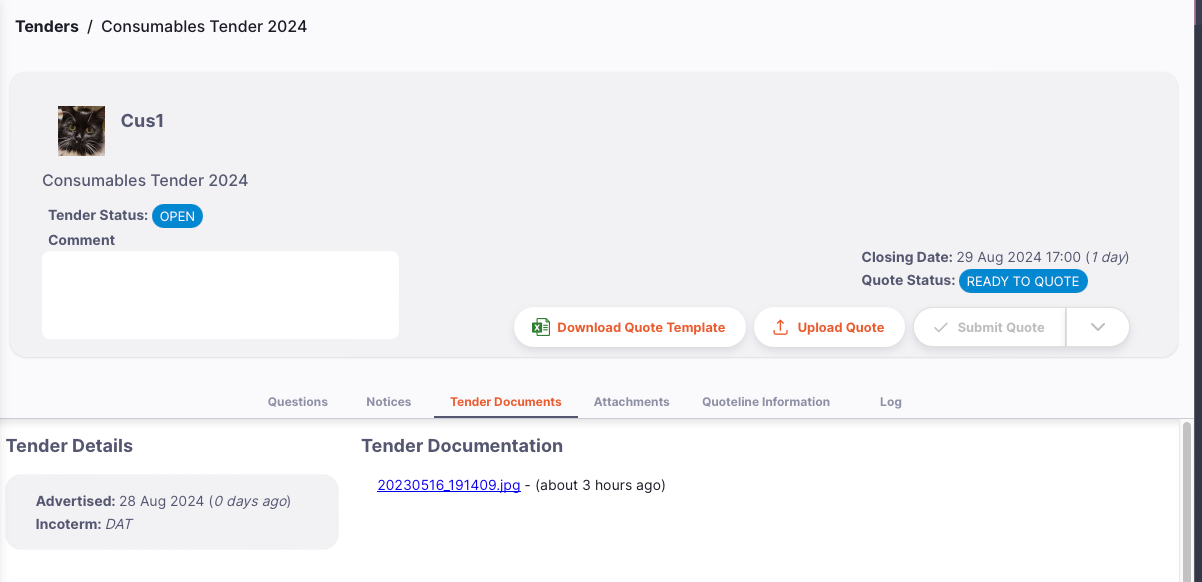 Tenders / Consumables Tender 2024
Cus1
Consumables Tender 2024
Tender Status: OPEN
Comment
Closing Date: 29 Aug 2024 17:00 (1 day)
Quote Status: READY TO QUOTE
Download Quote Template
Upload Quote
Submit Quote
Questions
Notices
Tender Documents
Attachments
Quoteline Information
Log
Tender Details
Advertised: 28 Aug 2024 (0 days ago)
Incoterm: DAT
Tender Documentation
20230516_191409.jpg - (about 3 hours ago)